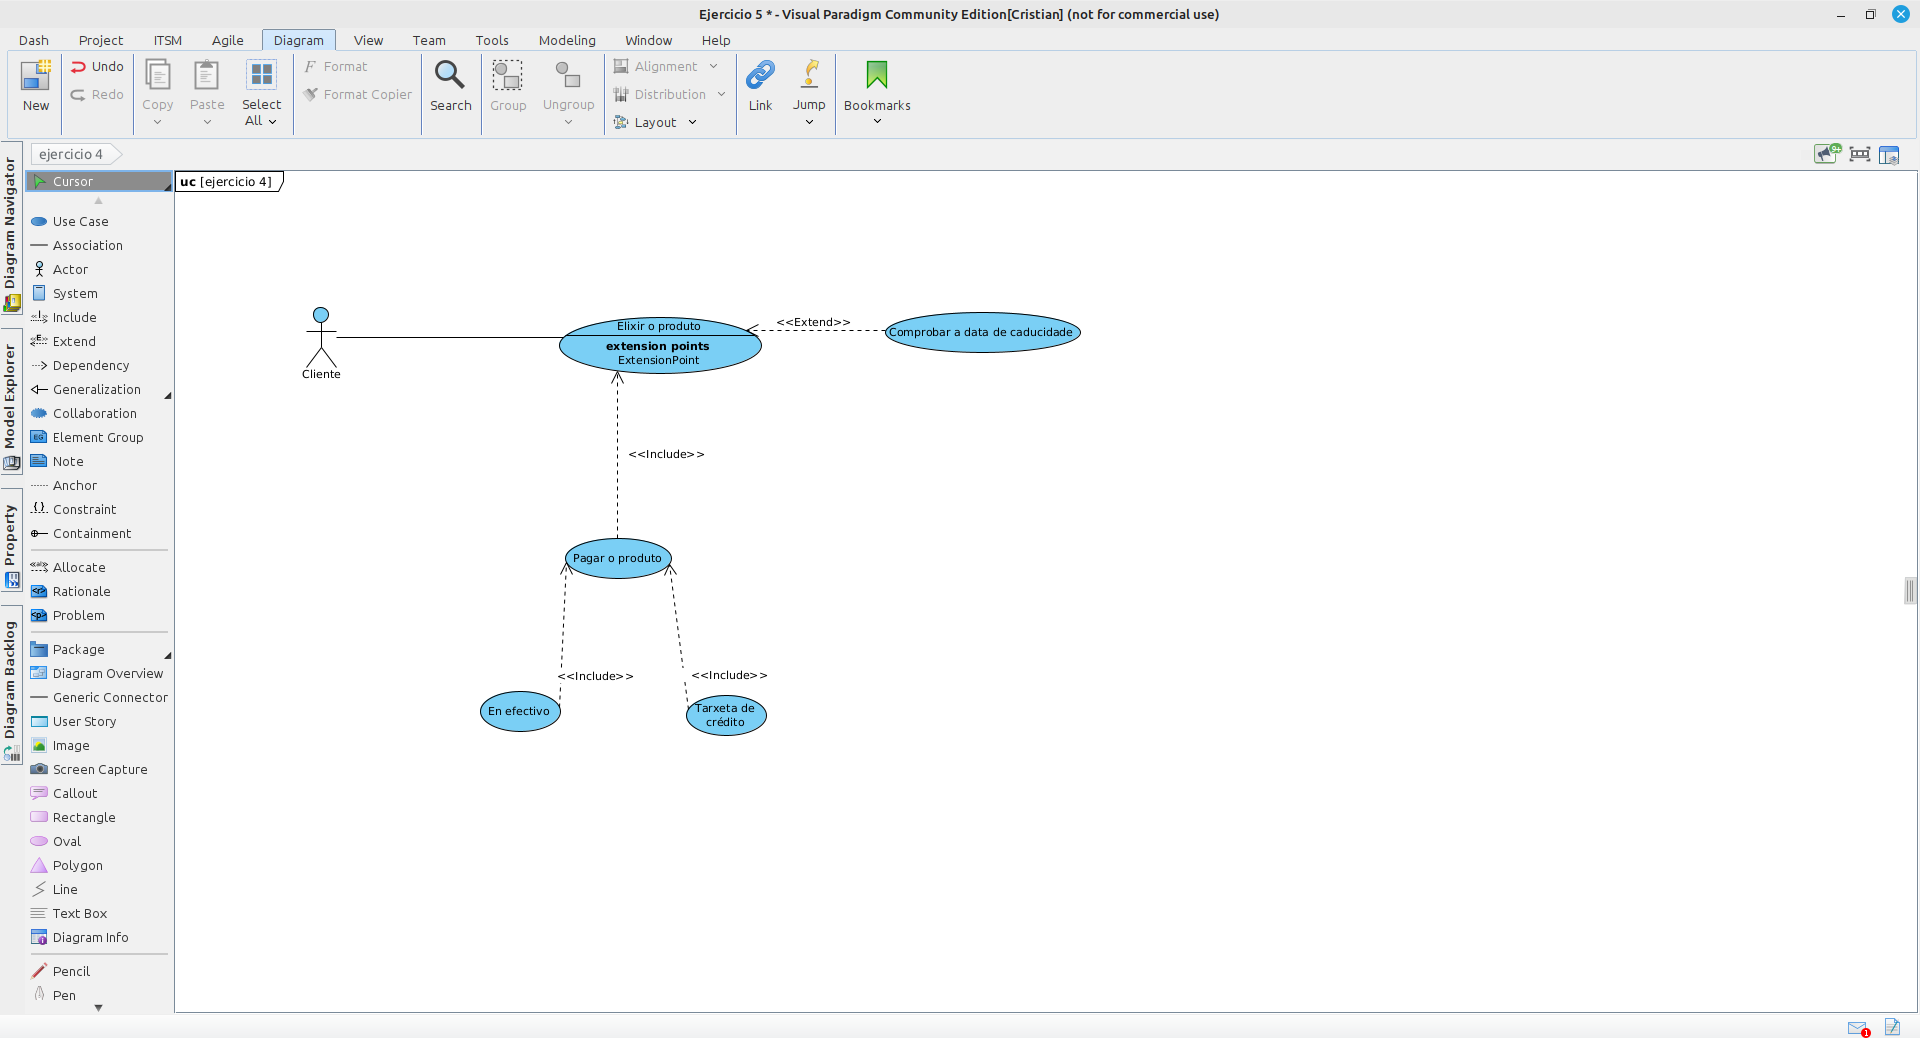 Ejercicio 5 * - Visual Paradigm Community Edition[Cristian] (not for commercial use)
Dash Project ITSM Agile Diagram View Team Tools Modeling Window Help
New
Undo
Redo
Copy
Paste
Select
All
Format
Format Copier
Search
Group
Ungroup
Alignment
Distribution
Layout
Link
Jump
Bookmarks
ejercicio 4
9+
Diagram Navigator
Model Explorer
Property
Diagram Backlog
Cursor
Use Case
Association
Actor
System
Include
Extend
Dependency
Generalization
Collaboration
Element Group
Note
Anchor
Constraint
Containment
Allocate
Rationale
Problem
Package
Diagram Overview
Generic Connector
User Story
Image
Screen Capture
Callout
Rectangle
Oval
Polygon
Line
Text Box
Diagram Info
Pencil
Pen
uc [ejercicio 4]
Cliente
Elixir o produto
extension points
ExtensionPoint
<<Extend>>
Comprobar a data de caducidade
<<Include>>
Pagar o produto
<<Include>>
<<Include>>
En efectivo
Tarxeta de
crédito
1